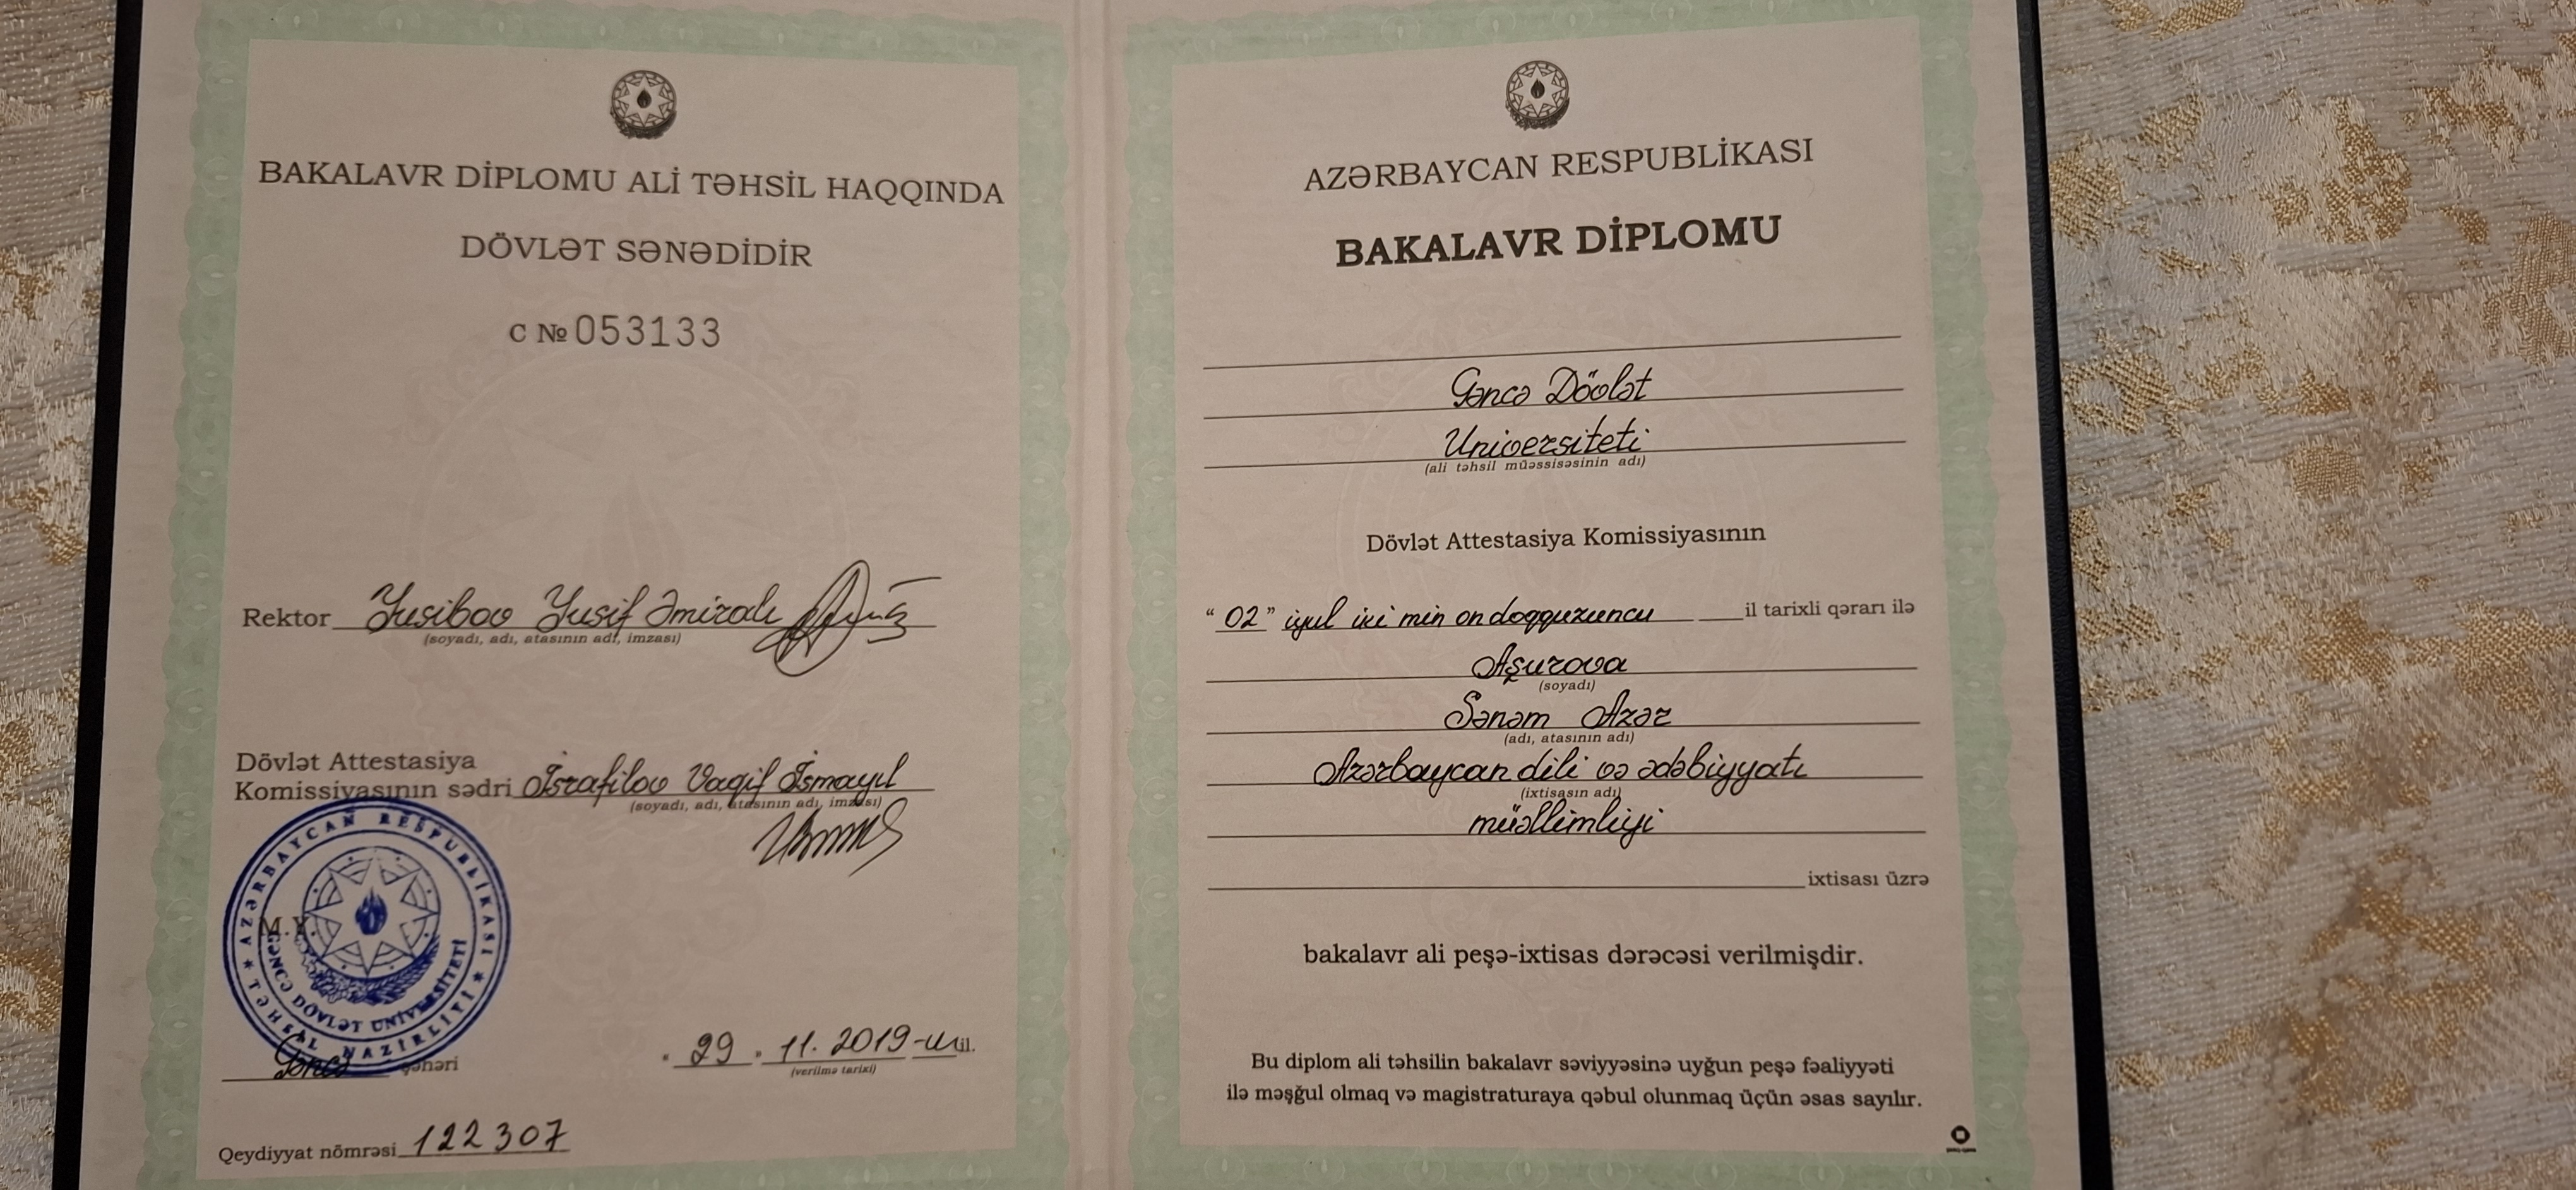 BAKALAVR DİPLOMU ALİ TƏHSİL HAQQINDA
DÖVLƏT SƏNƏDİDİR
C № 053133
Rektor Yusibov Yusif Əmiralı
(soyadı, adı, atasının adı, imzası)
Dövlət Attestasiya
Komissiyasının sədri İsrafilov Vaqif İsmayıl
(soyadı, adı, atasının adı, imzası)
AZƏRBAYCAN RESPUBLİKASI
TƏHSİL NAZİRLİYİ
GƏNCƏ DÖVLƏT UNİVERSİTETİ
M.Y.
Gəncə şəhəri
"29" 11. 2019-cu il.
(verilmə tarixi)
Qeydiyyat nömrəsi 122307
AZƏRBAYCAN RESPUBLİKASI
BAKALAVR DİPLOMU
Gəncə Dövlət
Universiteti
(ali təhsil müəssisəsinin adı)
Dövlət Attestasiya Komissiyasının
"02" iyul iki min on doqquzuncu il tarixli qərarı ilə
Aşurova
(soyadı)
Sənəm Azər
(adı, atasının adı)
Azərbaycan dili və ədəbiyyatı
(ixtisasın adı)
müəllimliyi
ixtisası üzrə
bakalavr ali peşə-ixtisas dərəcəsi verilmişdir.
Bu diplom ali təhsilin bakalavr səviyyəsinə uyğun peşə fəaliyyəti
ilə məşğul olmaq və magistraturaya qəbul olunmaq üçün əsas sayılır.